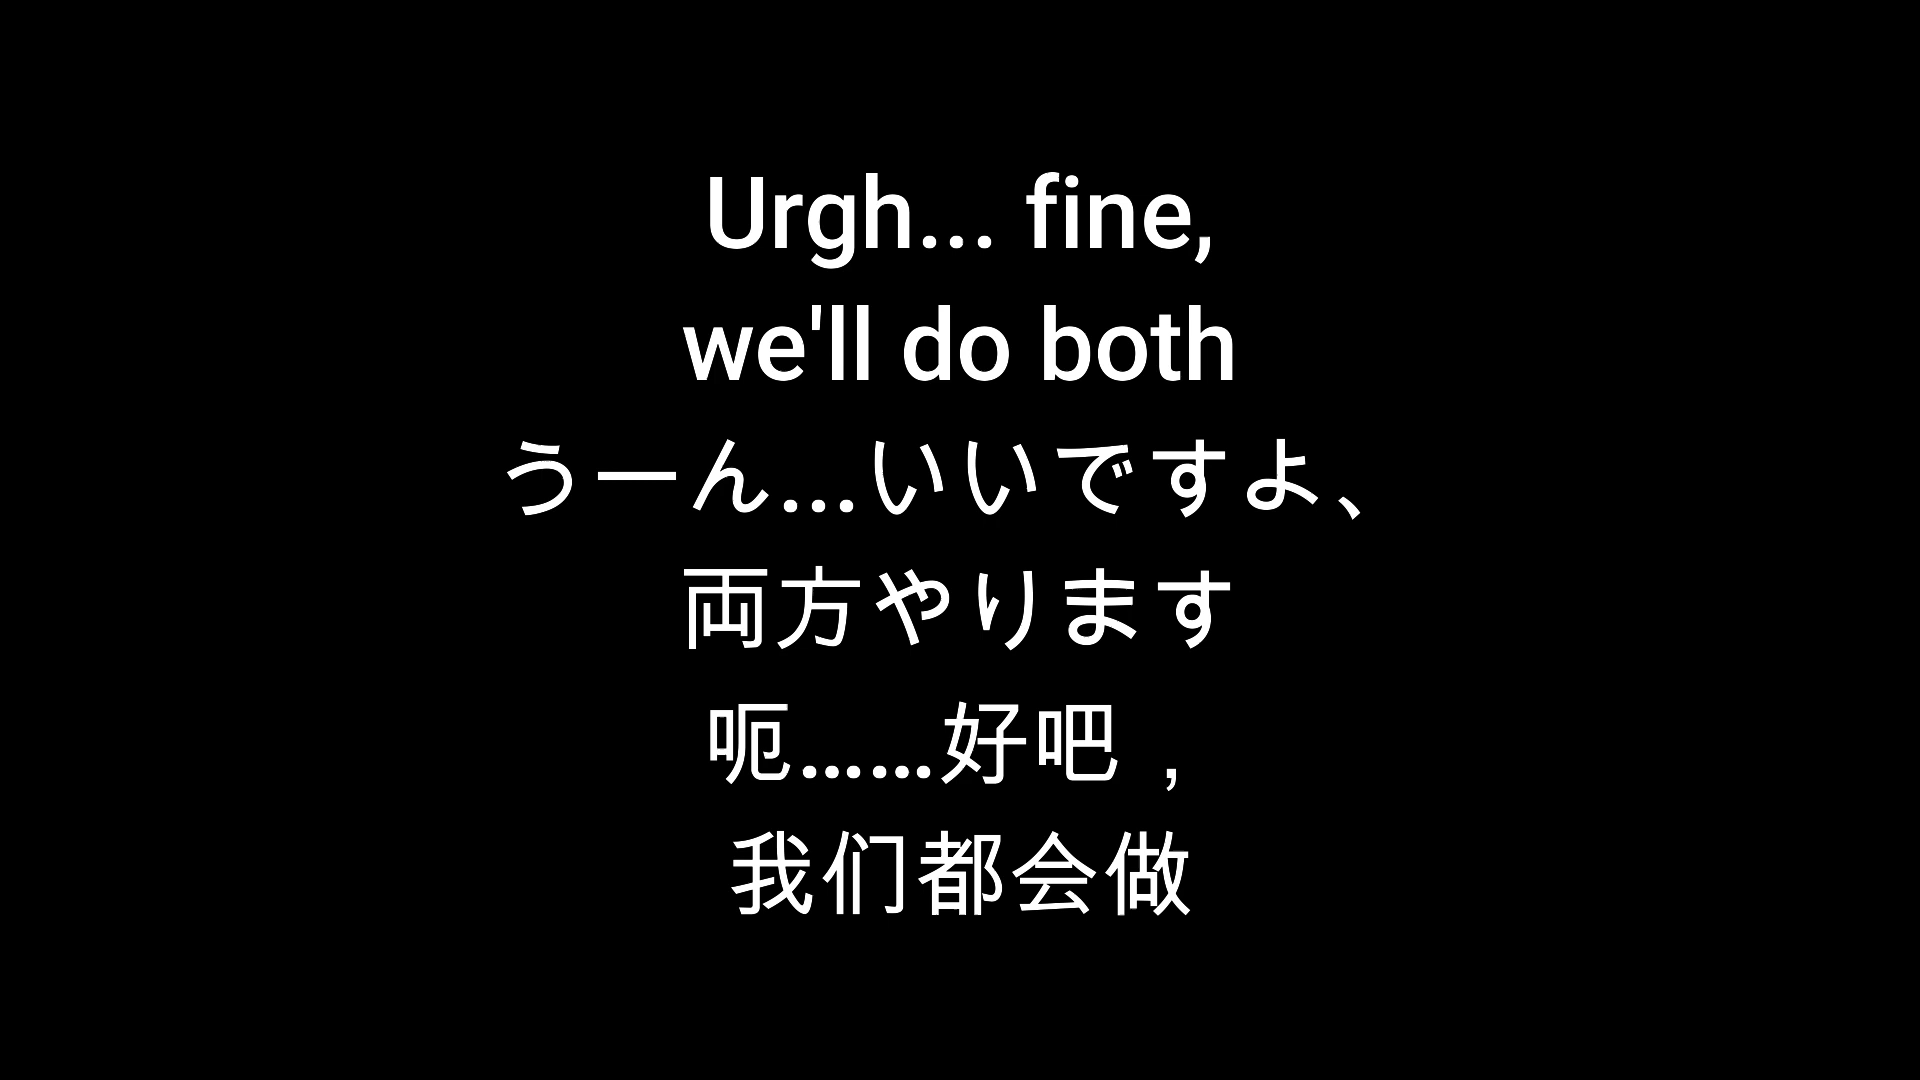 Urgh... fine,
we'll do both
うーん...いいですよ、
両方やります
呃……好吧，
我们都会做